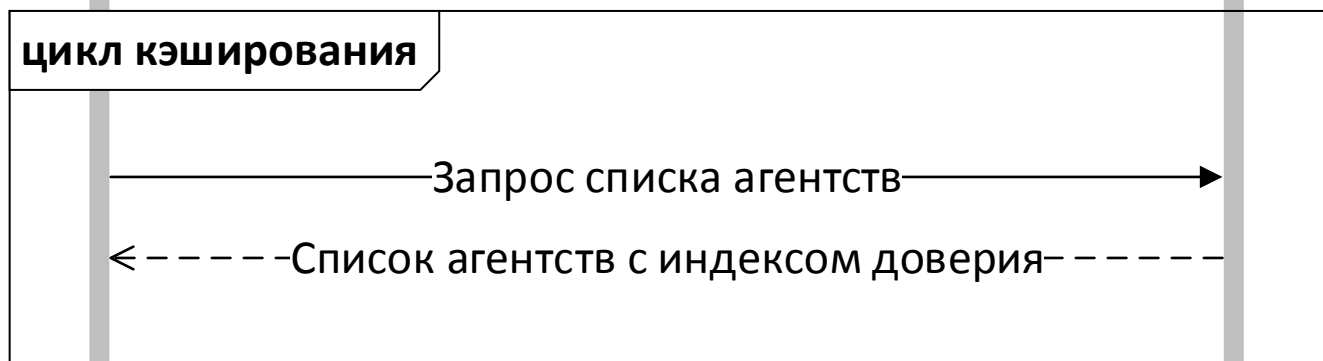 цикл кэширования
Запрос списка агентств
Список агентств с индексом доверия